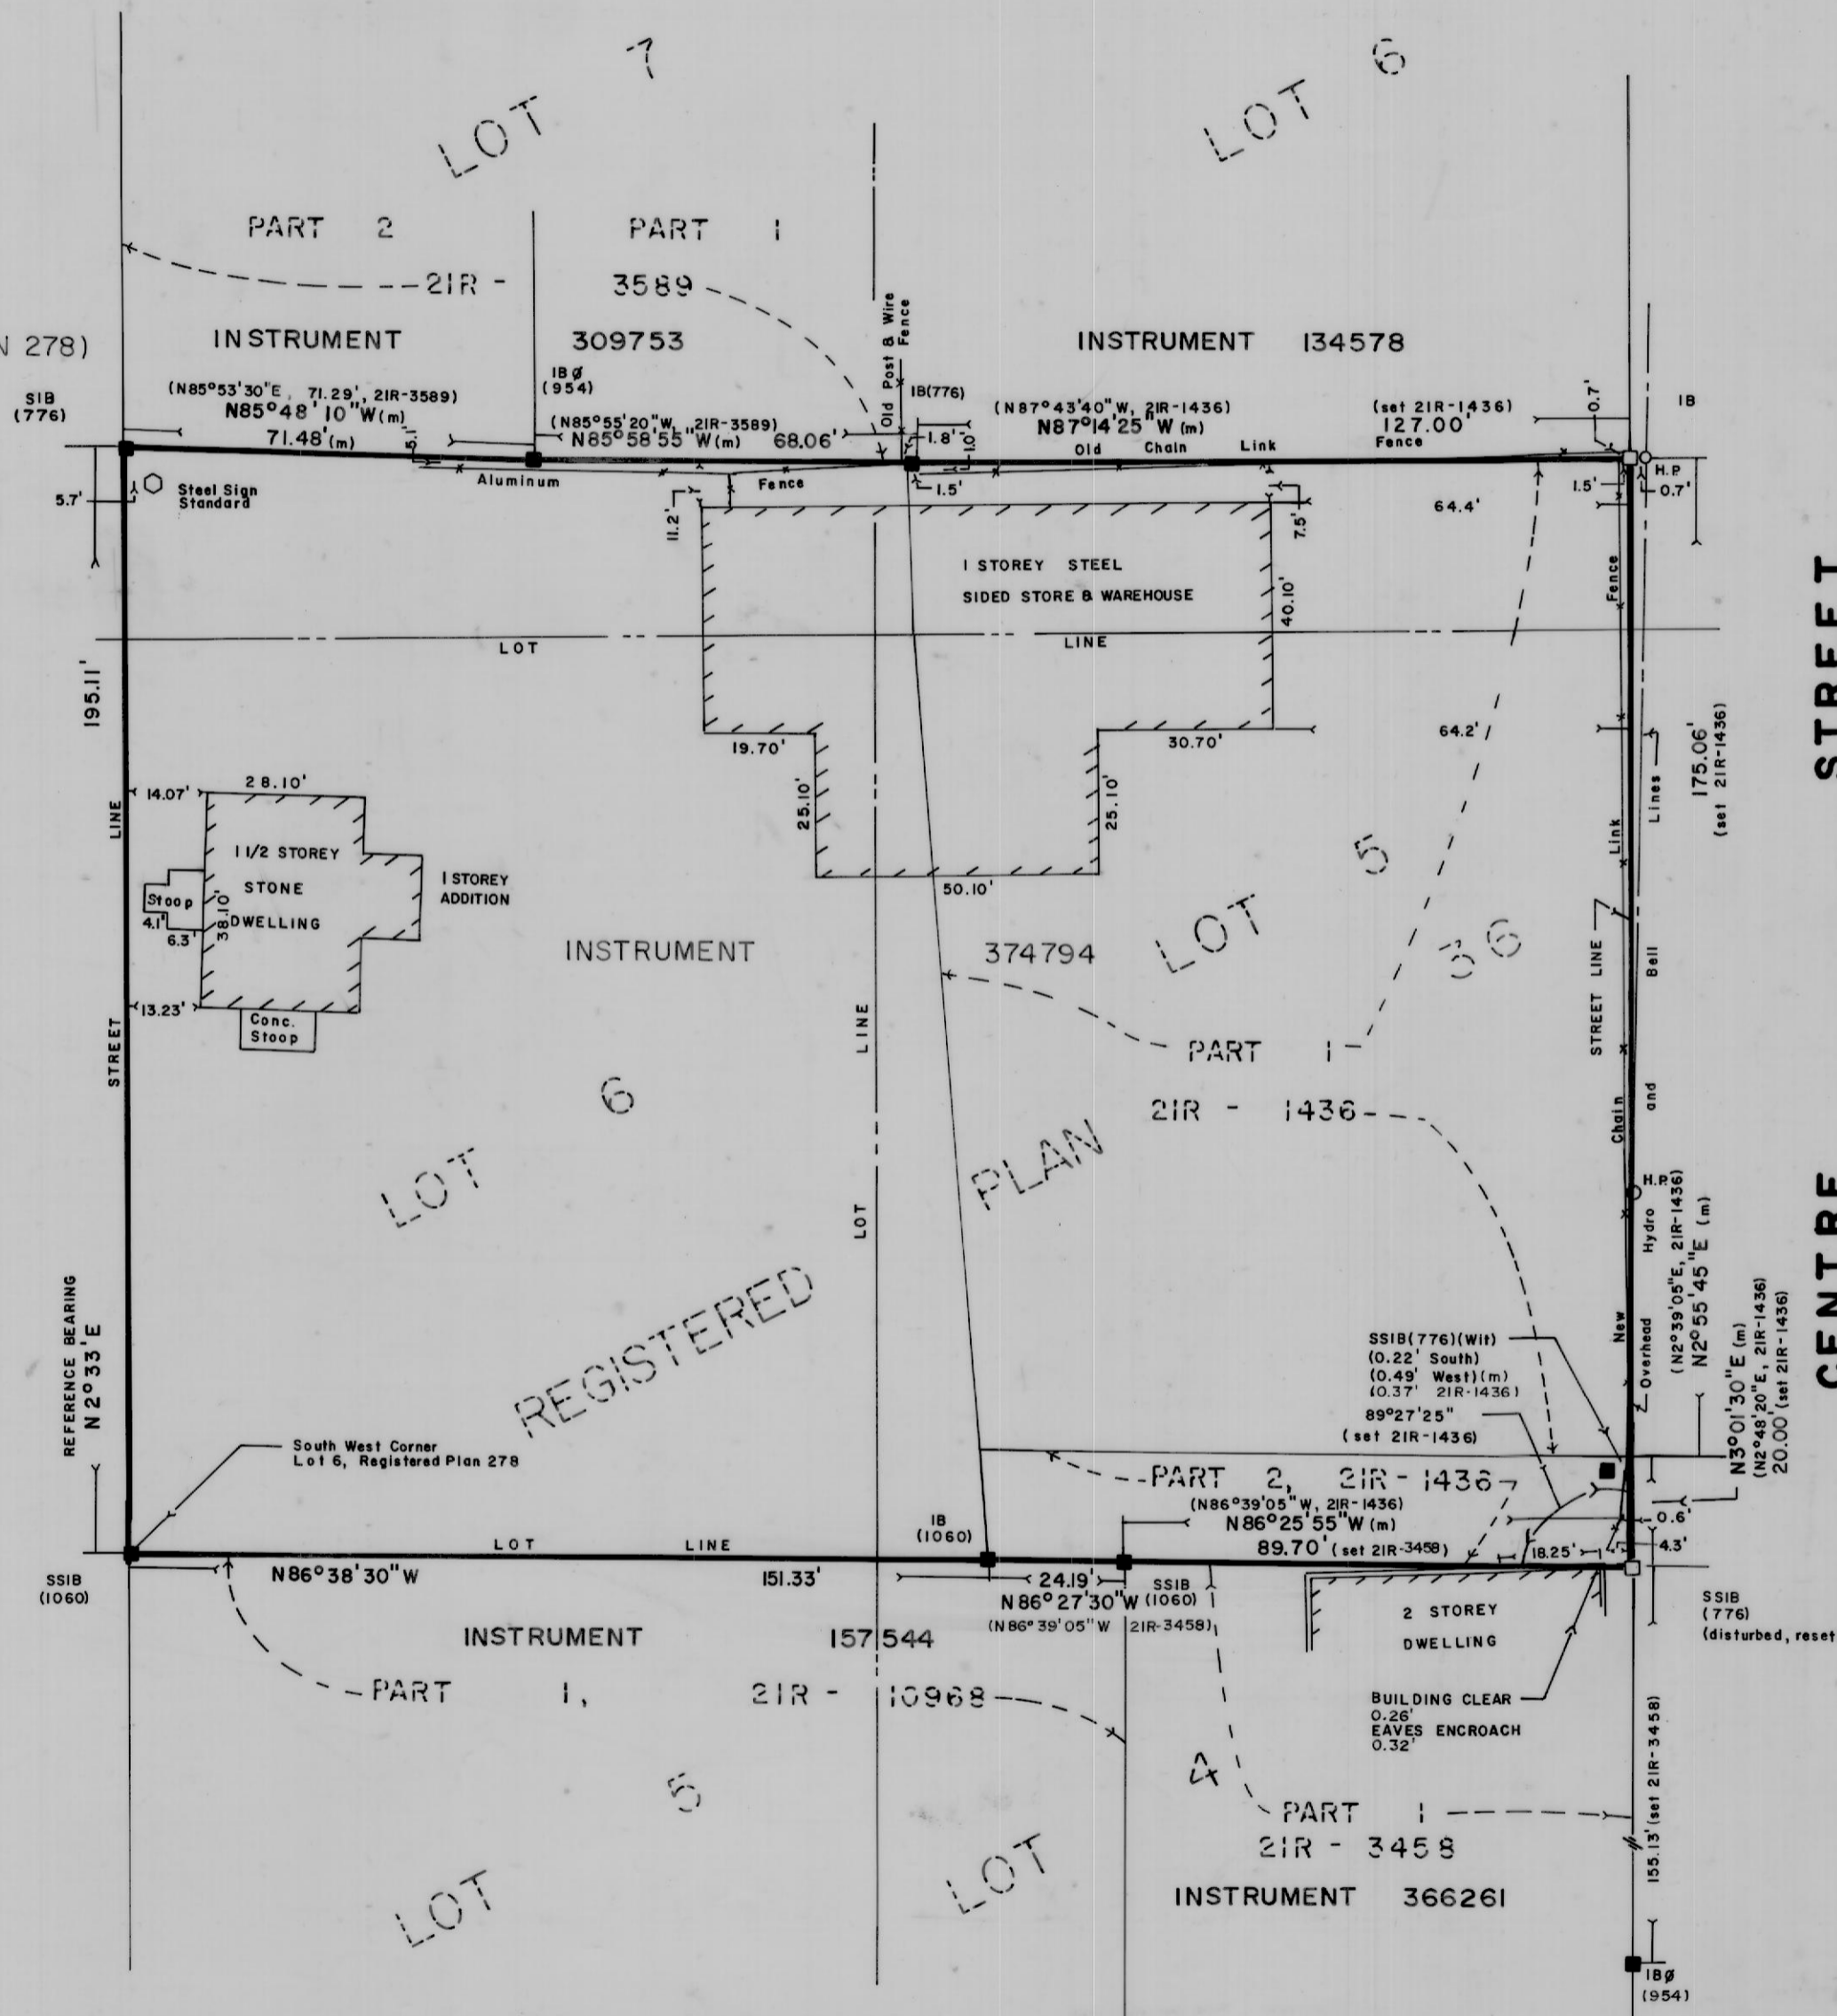 LOT 7
LOT 6
PART 2
PART 1
21R - 3589
N 278)
INSTRUMENT 309753
INSTRUMENT 134578
Old Post & Wire
Fence
SIB
(776)
(N85°53'30"E, 71.29', 21R-3589)
N85°48'10"W(m)
71.48'(m)
IBØ
(954)
(N85°55'20"W, 21R-3589)
N85°58'55"W(m) 68.06'
IB(776)
(N87°43'40"W, 21R-1436)
N87°14'25"W (m)
(set 21R-1436)
127.00'
0.7'
IB
5.1'
1.8'
1.0'
Old Chain Link Fence
Aluminum Fence
1.5'
H.P.
1.5'
0.7'
5.7'
Steel Sign
Standard
11.2'
7.5'
64.4'
1 STOREY STEEL
SIDED STORE & WAREHOUSE
40.10'
Fence
STREET
LOT LINE
195.11'
19.70'
30.70'
64.2'
175.06'
(set 21R-1436)
Lines
25.10'
25.10'
50.10'
14.07'
28.10'
1 1/2 STOREY
STONE
DWELLING
38.10'
1 STOREY
ADDITION
Stoop
4.1'
6.3'
13.23'
Conc.
Stoop
STREET LINE
Link
LOT 5
36
INSTRUMENT 374794
STREET LINE
Bell
LOT LINE
PART 1
21R - 1436
LOT 6
PLAN
REGISTERED
Chain
and
H.P.
Hydro
New
Overhead
(N2°39'05"E, 21R-1436)
N2°55'45"E (m)
CENTRE
REFERENCE BEARING
N2°33'E
SSIB(776)(Wit)
(0.22' South)
(0.49' West)(m)
(0.37' 21R-1436)
89°27'25"
(set 21R-1436)
N3°01'30"E (m)
(N2°48'20"E, 21R-1436)
20.00'(set 21R-1436)
South West Corner
Lot 6, Registered Plan 278
PART 2, 21R-1436
(N86°39'05"W, 21R-1436)
N86°25'55"W(m)
89.70'(set 21R-3458)
0.6'
18.25'
4.3'
IB
(1060)
LOT LINE
SSIB
(1060)
N86°38'30"W
151.33'
24.19'
SSIB
(1060)
N86°27'30"W
(N86°39'05"W 21R-3458)
SSIB
(776)
(disturbed, reset
INSTRUMENT 157544
2 STOREY
DWELLING
PART 1, 21R - 10968
BUILDING CLEAR
0.26'
EAVES ENCROACH
0.32'
155.13'(set 21R-3458)
LOT 5
LOT 4
PART 1
21R - 3458
INSTRUMENT 366261
IBØ
(954)